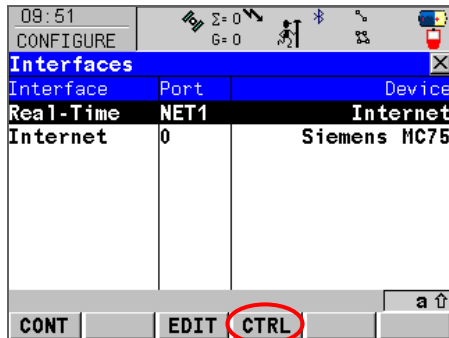 09:51 Σ= 0
CONFIGURE G= 0
Interfaces
Interface Port Device
Real-Time NET1 Internet
Internet 0 Siemens MC75
a
CONT EDIT CTRL